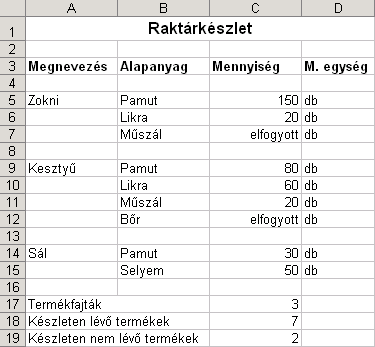 A B C D
1 Raktárkészlet
2
3 Megnevezés Alapanyag Mennyiség M. egység
4
5 Zokni Pamut 150 db
6 Likra 20 db
7 Műszál elfogyott db
8
9 Kesztyű Pamut 80 db
10 Likra 60 db
11 Műszál 20 db
12 Bőr elfogyott db
13
14 Sál Pamut 30 db
15 Selyem 50 db
16
17 Termékfajták 3
18 Készleten lévő termékek 7
19 Készleten nem lévő termékek 2